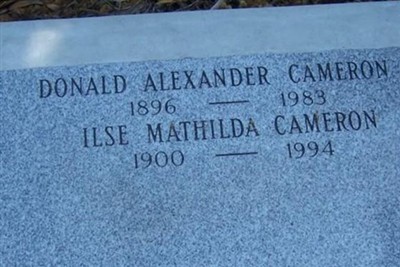 DONALD ALEXANDER CAMERON
1896 — 1983
ILSE MATHILDA CAMERON
1900 — 1994